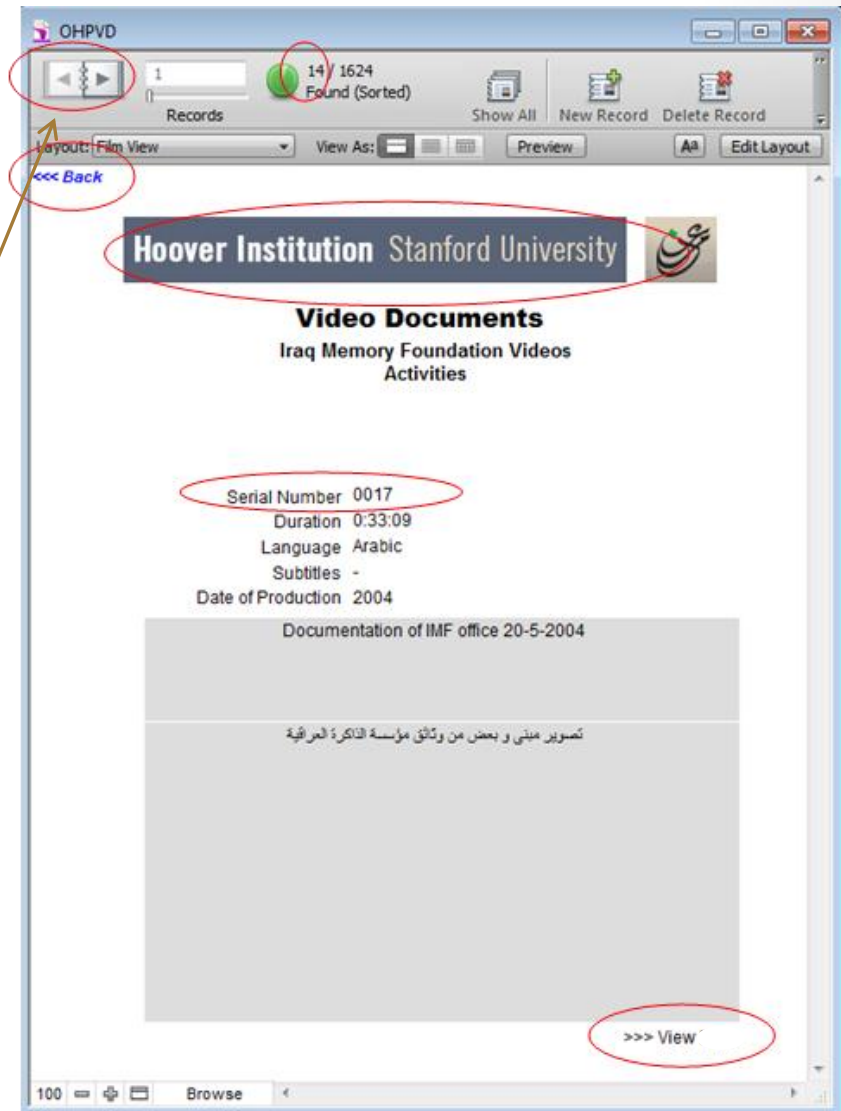 OHPVD
1
14 / 1624
Found (Sorted)
Records
Show All
New Record
Delete Record
Layout: Film View
View As:
Preview
Aa
Edit Layout
<<< Back
Hoover Institution Stanford University
Video Documents
Iraq Memory Foundation Videos
Activities
Serial Number 0017
Duration 0:33:09
Language Arabic
Subtitles -
Date of Production 2004
Documentation of IMF office 20-5-2004
تصوير مبنى و بعض من وثائق مؤسسة الذاكرة العراقية
>>> View
100
Browse